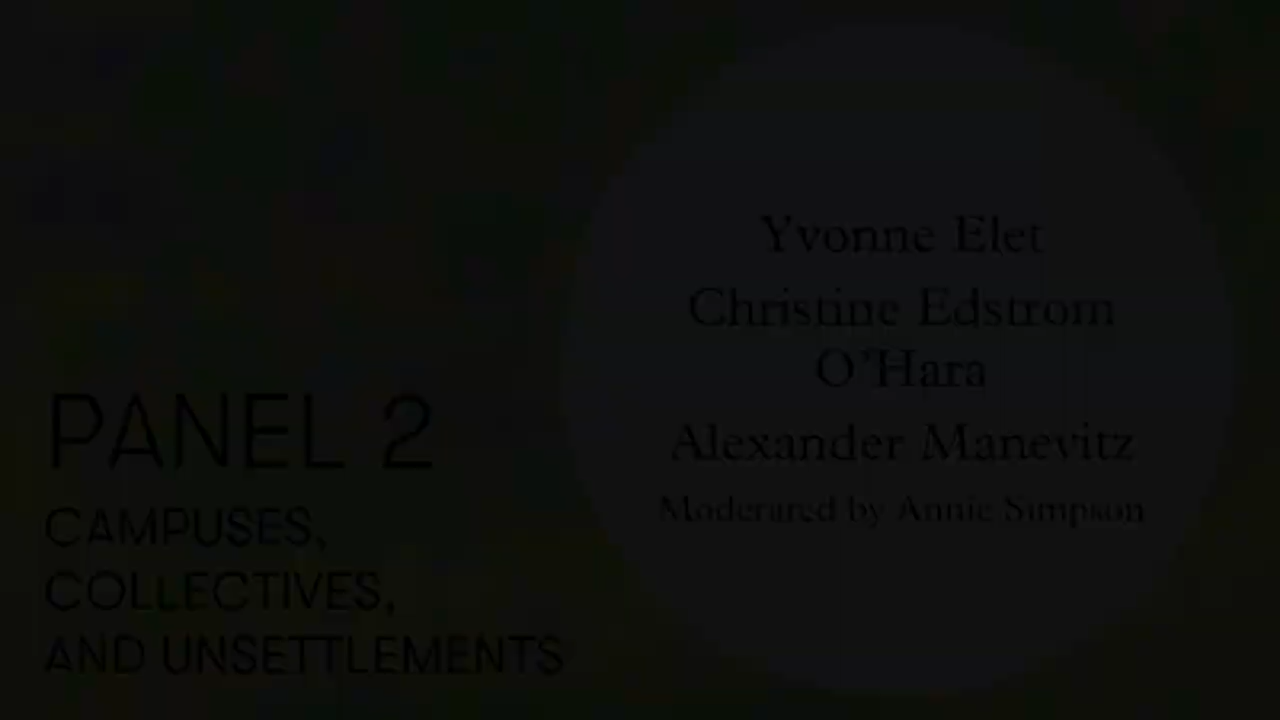 PANEL 2
CAMPUSES,
COLLECTIVES,
AND UNSETTLEMENTS
Yvonne Elet
Christine Edstrom
O'Hara
Alexander Manevitz
Moderated by Annie Simpson